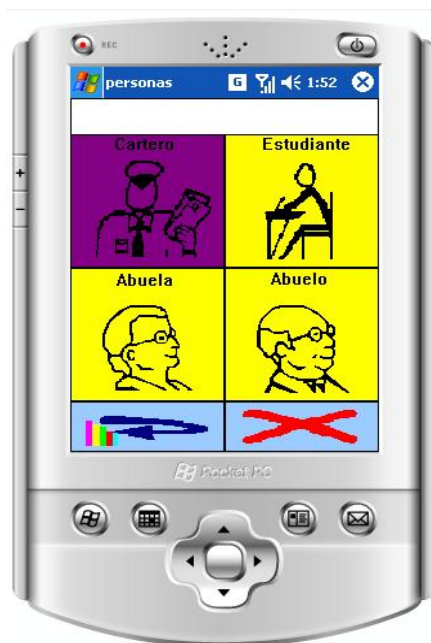 REC
personas G 1:52
Cartero Estudiante
Abuela Abuelo
Pocket PC
+
-